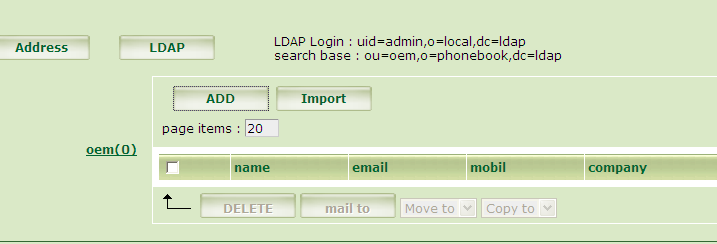 Address
LDAP
LDAP Login : uid=admin,o=local,dc=ldap
search base : ou=oem,o=phonebook,dc=ldap
ADD
Import
page items : 20
oem(0)
name email mobil company
DELETE
mail to
Move to
Copy to